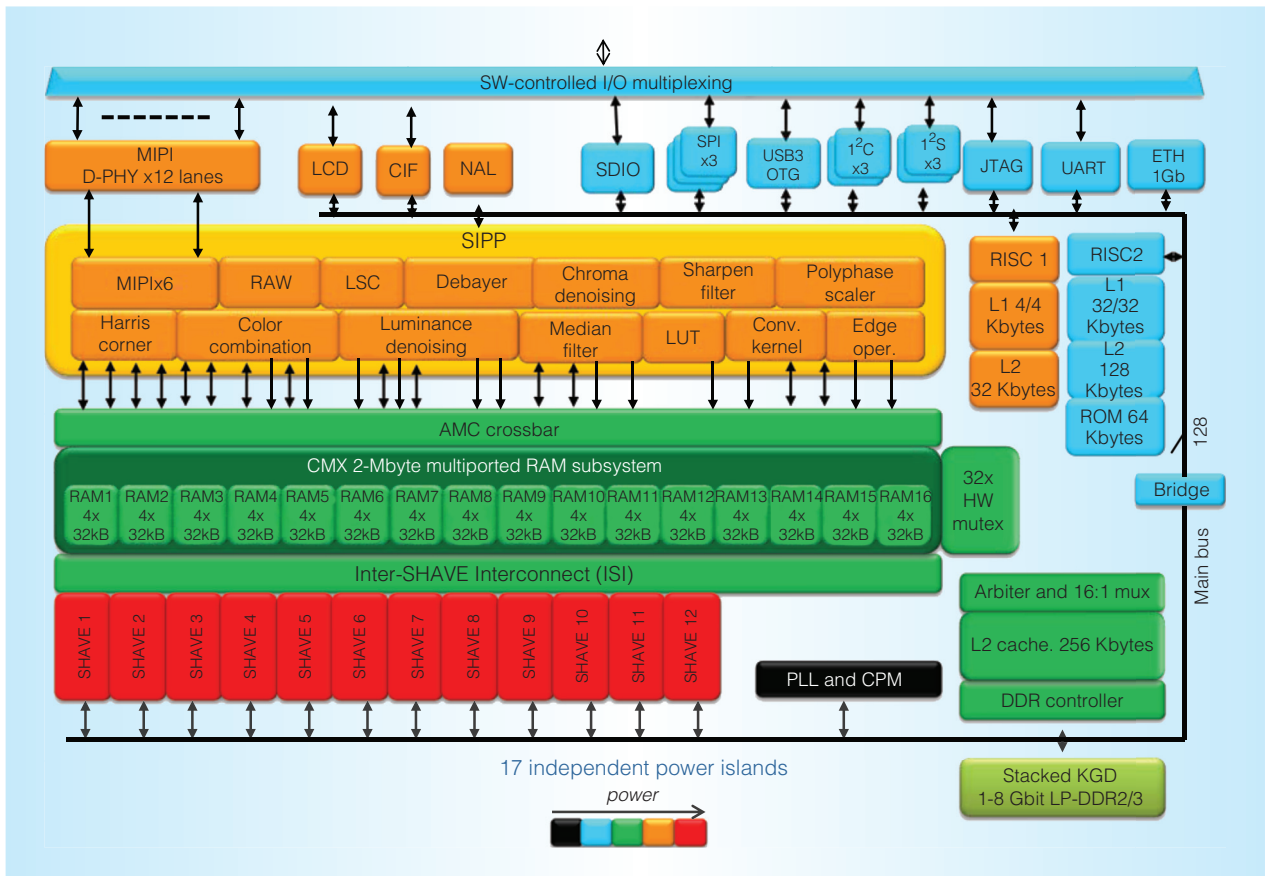 SW-controlled I/O multiplexing
MIPI
D-PHY x12 lanes
LCD
CIF
NAL
SDIO
SPI
x3
USB3
OTG
1²C
x3
1²S
x3
JTAG
UART
ETH
1Gb
SIPP
MIPIx6
RAW
LSC
Debayer
Chroma
denoising
Sharpen
filter
Polyphase
scaler
Harris
corner
Color
combination
Luminance
denoising
Median
filter
LUT
Conv.
kernel
Edge
oper.
RISC 1
L1 4/4
Kbytes
L2
32 Kbytes
RISC2
L1
32/32
Kbytes
L2
128
Kbytes
ROM 64
Kbytes
128
Bridge
Main bus
AMC crossbar
CMX 2-Mbyte multiported RAM subsystem
RAM1
4x
32kB
RAM2
4x
32kB
RAM3
4x
32kB
RAM4
4x
32kB
RAM5
4x
32kB
RAM6
4x
32kB
RAM7
4x
32kB
RAM8
4x
32kB
RAM9
4x
32kB
RAM10
4x
32kB
RAM11
4x
32kB
RAM12
4x
32kB
RAM13
4x
32kB
RAM14
4x
32kB
RAM15
4x
32kB
RAM16
4x
32kB
32x
HW
mutex
Inter-SHAVE Interconnect (ISI)
SHAVE 1
SHAVE 2
SHAVE 3
SHAVE 4
SHAVE 5
SHAVE 6
SHAVE 7
SHAVE 8
SHAVE 9
SHAVE 10
SHAVE 11
SHAVE 12
PLL and CPM
Arbiter and 16:1 mux
L2 cache. 256 Kbytes
DDR controller
Stacked KGD
1-8 Gbit LP-DDR2/3
17 independent power islands
power